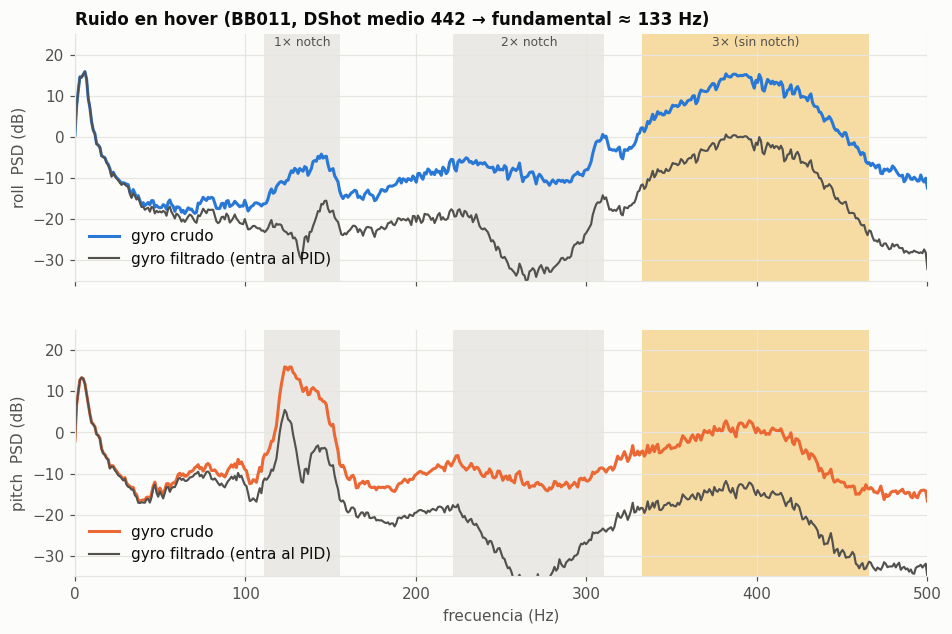 Ruido en hover (BB011, DShot medio 442 → fundamental ≈ 133 Hz)
1× notch
2× notch
3× (sin notch)
20
10
0
−10
−20
−30
roll PSD (dB)
gyro crudo
gyro filtrado (entra al PID)
20
10
0
−10
−20
−30
pitch PSD (dB)
gyro crudo
gyro filtrado (entra al PID)
0
100
200
300
400
500
frecuencia (Hz)